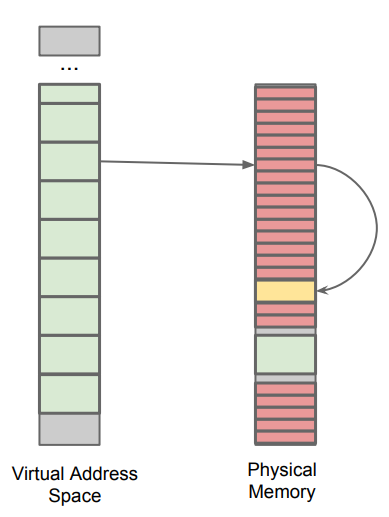 ...
Virtual Address
Space
Physical
Memory